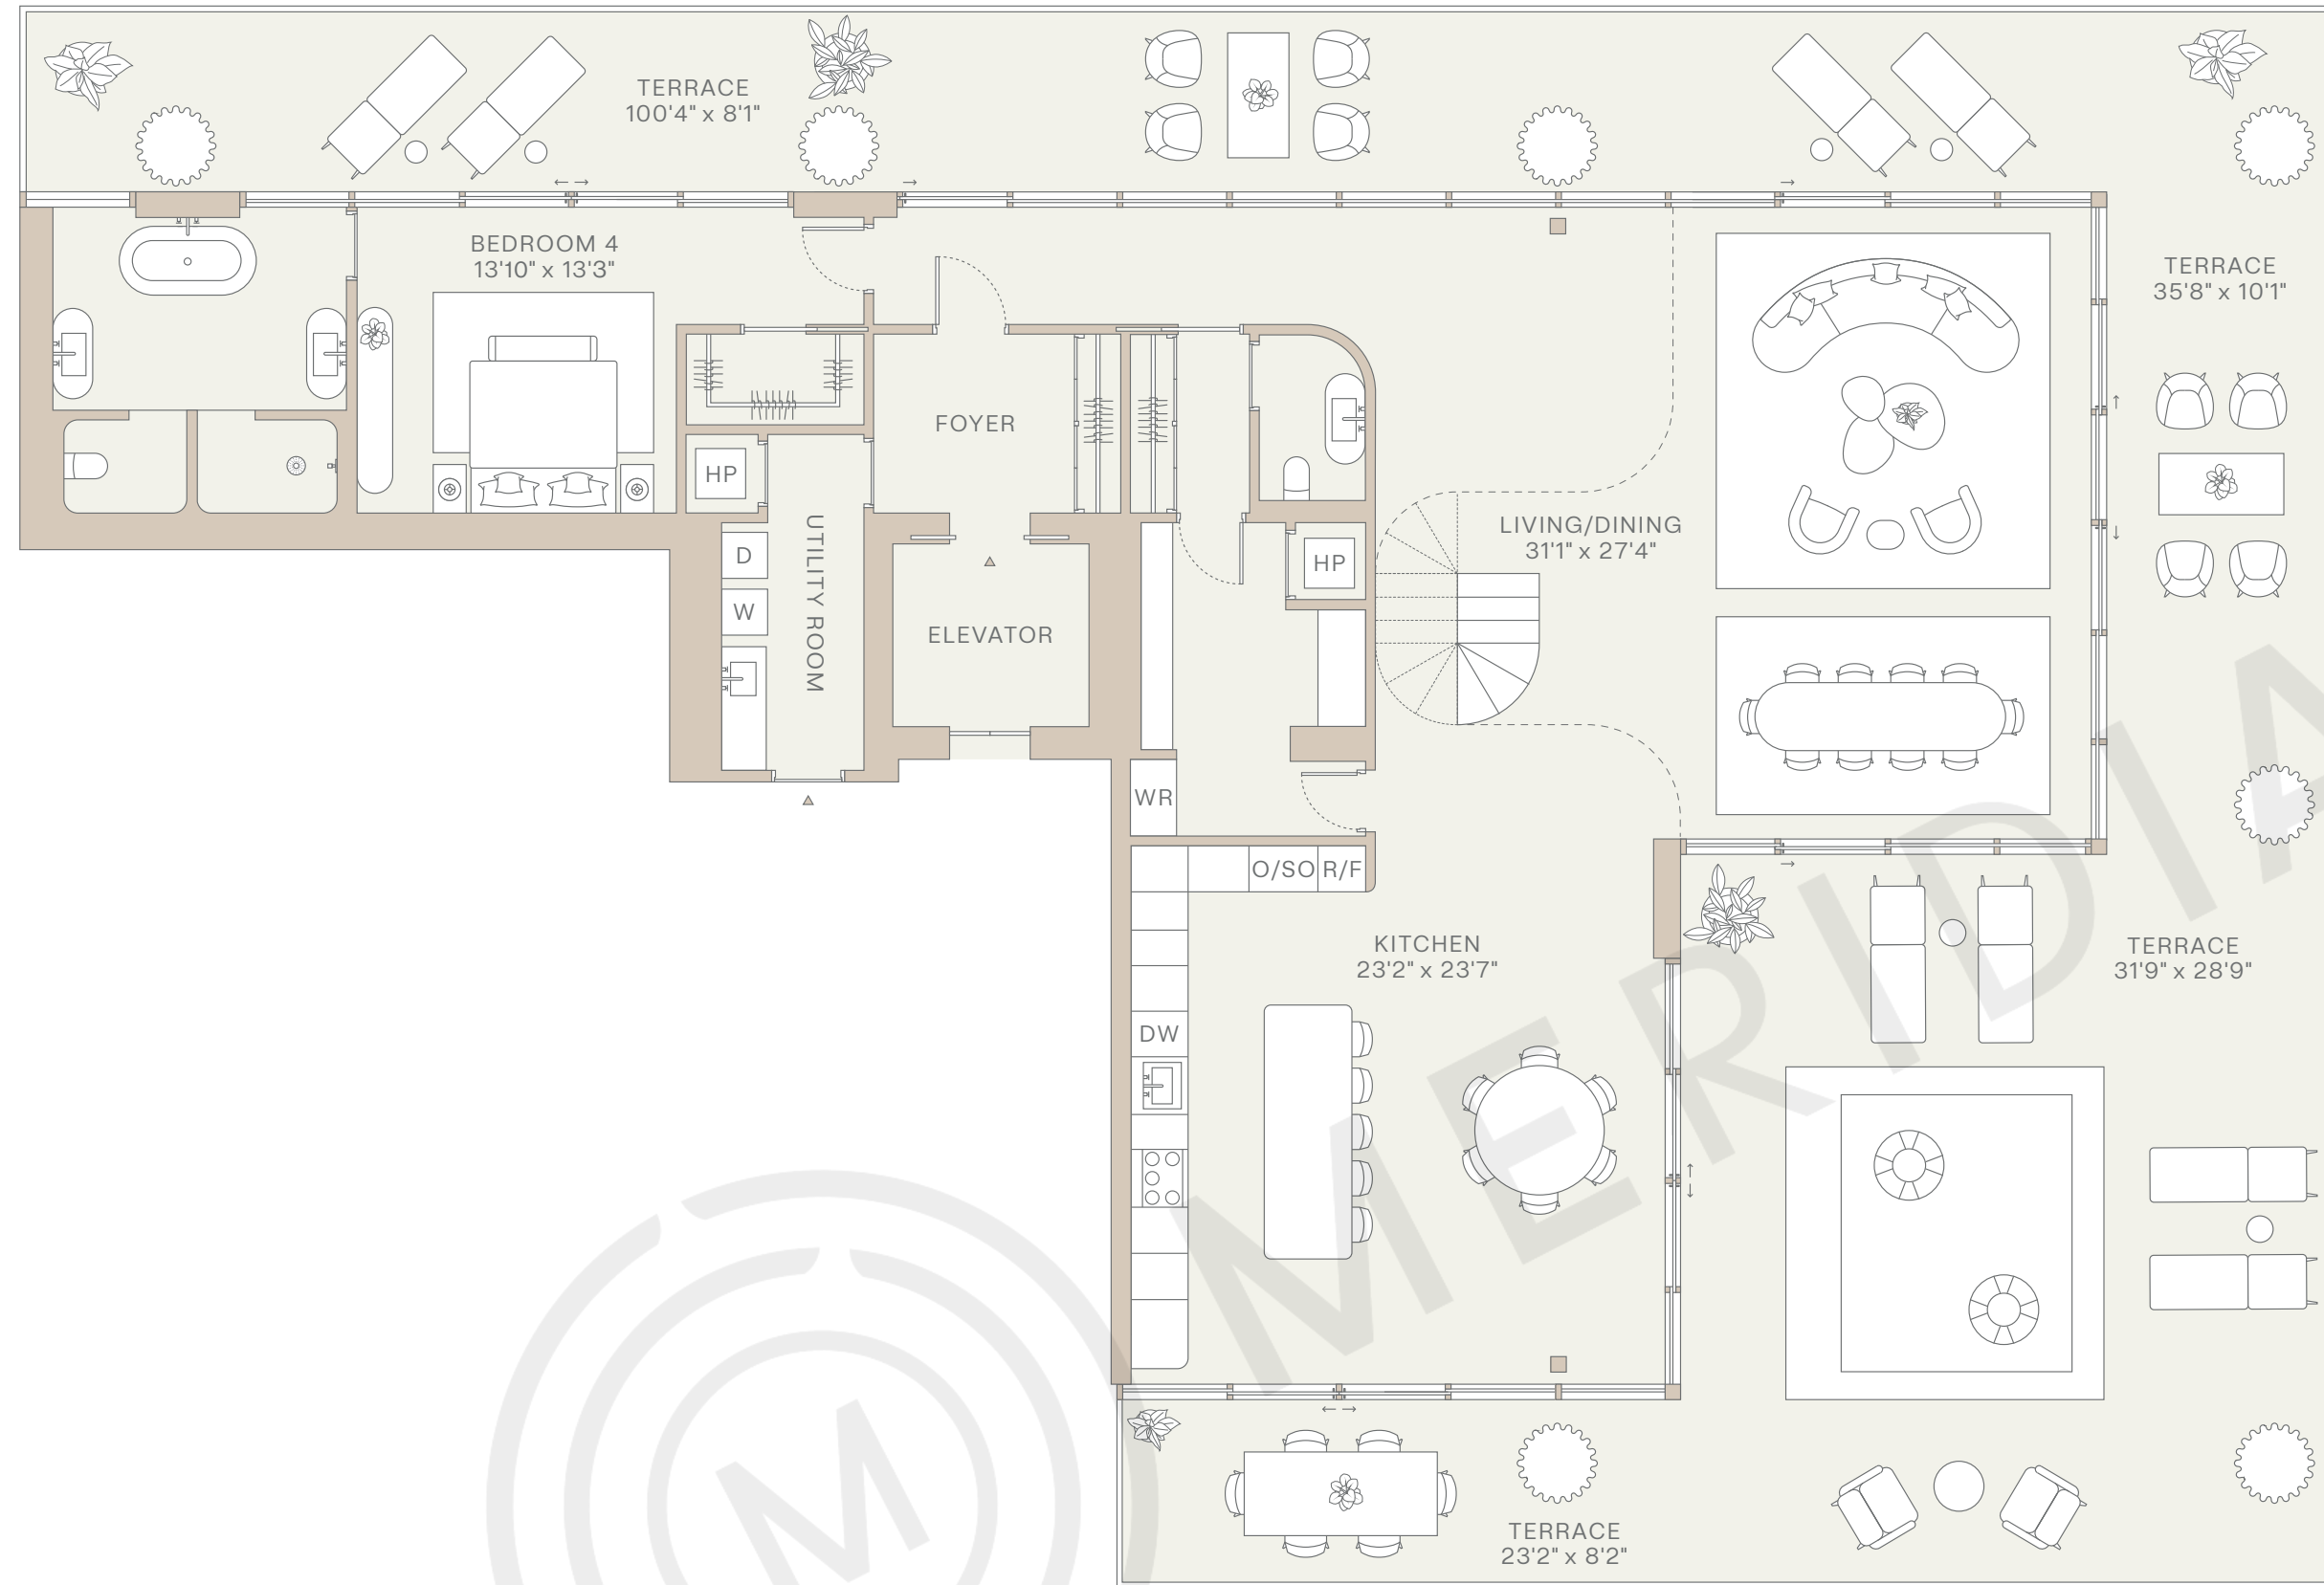 TERRACE
100'4" x 8'1"
BEDROOM 4
13'10" x 13'3"
TERRACE
35'8" x 10'1"
FOYER
HP
UTILITY ROOM
LIVING/DINING
31'1" x 27'4"
D
HP
W
ELEVATOR
WR
O/SO
R/F
KITCHEN
23'2" x 23'7"
TERRACE
31'9" x 28'9"
DW
TERRACE
23'2" x 8'2"
M
MERIDIA